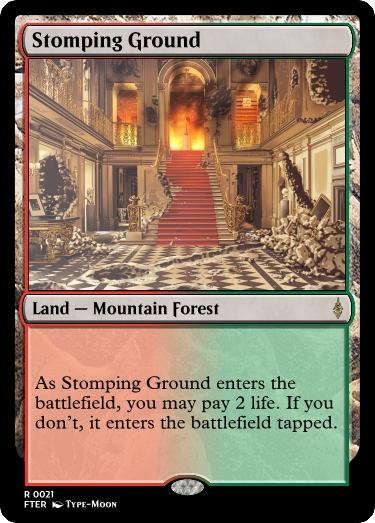 Stomping Ground
Land — Mountain Forest
As Stomping Ground enters the
battlefield, you may pay 2 life. If you
don't, it enters the battlefield tapped.
R 0021
FTER Type-Moon